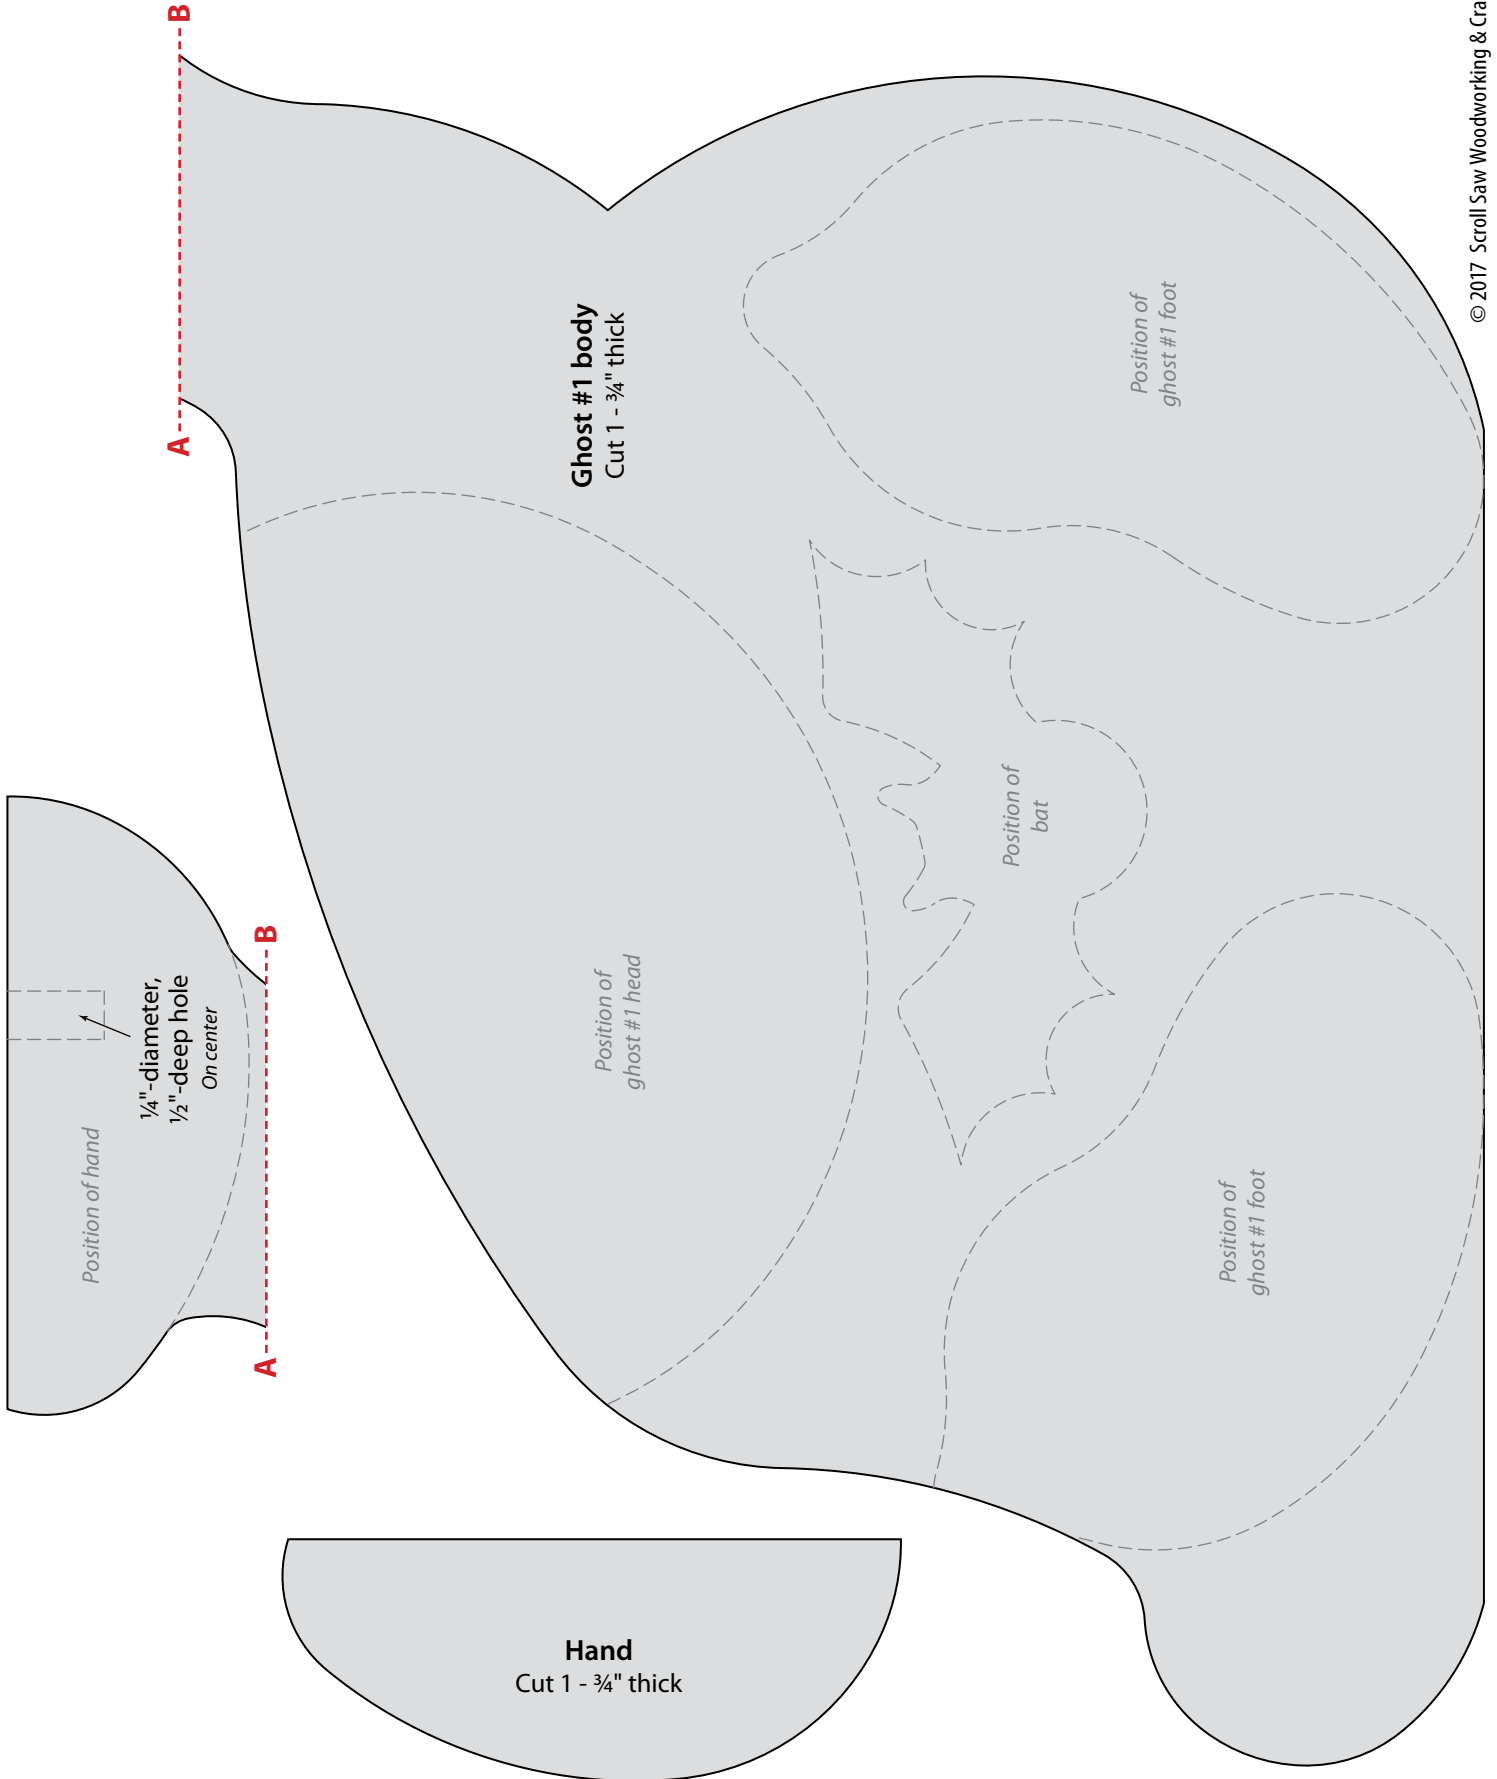 B
A
Ghost #1 body
Cut 1 - ¾" thick
Position of
ghost #1 foot
Position of
bat
Position of
ghost #1 head
Position of
ghost #1 foot
B
A
¼"-diameter,
½"-deep hole
On center
Position of hand
Hand
Cut 1 - ¾" thick
© 2017 Scroll Saw Woodworking & Cra